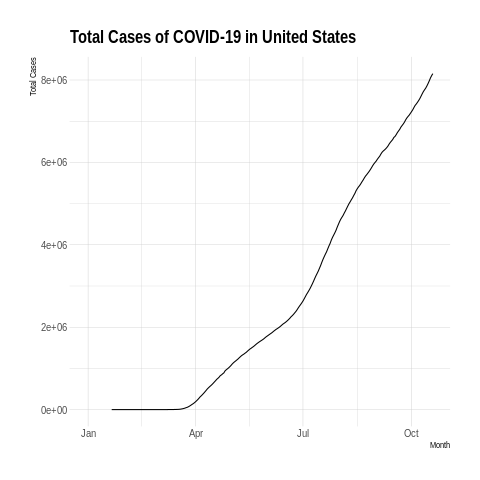 Total Cases of COVID-19 in United States
Total Cases
8e+06
6e+06
4e+06
2e+06
0e+00
Jan Apr Jul Oct
Month